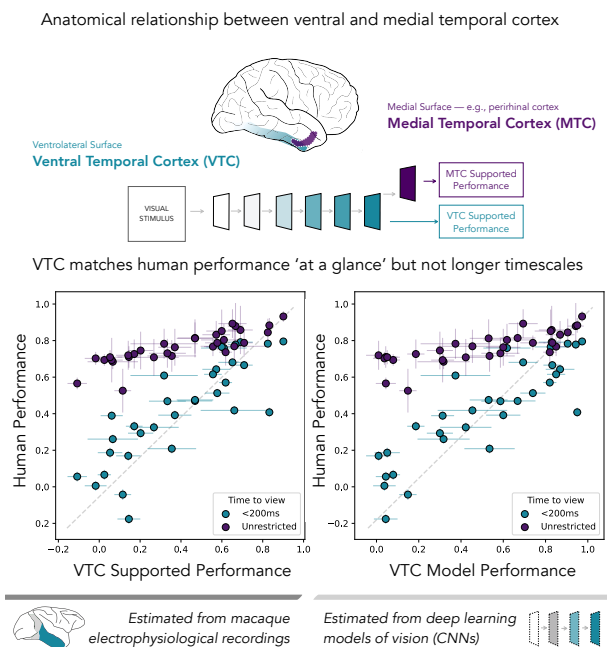 Anatomical relationship between ventral and medial temporal cortex
Medial Surface — e.g., perirhinal cortex
Medial Temporal Cortex (MTC)
Ventrolateral Surface
Ventral Temporal Cortex (VTC)
VISUAL
STIMULUS
MTC Supported
Performance
VTC Supported
Performance
VTC matches human performance ‘at a glance’ but not longer timescales
Human Performance
1.0
0.8
0.6
0.4
0.2
0.0
0.2
−0.2 0.0 0.2 0.4 0.6 0.8 1.0
Time to view
<200ms
Unrestricted
VTC Supported Performance
Human Performance
1.0
0.8
0.6
0.4
0.2
0.0
−0.2
0.0 0.2 0.4 0.6 0.8 1.0
Time to view
<200ms
Unrestricted
VTC Model Performance
Estimated from macaque
electrophysiological recordings
Estimated from deep learning
models of vision (CNNs)